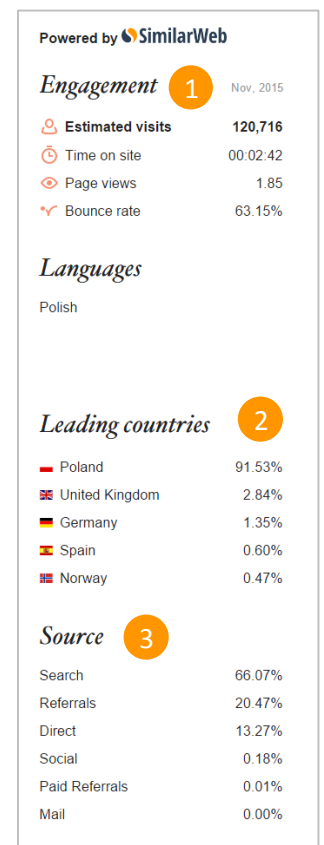 Powered by SimilarWeb
Engagement 1 Nov, 2015
Estimated visits 120,716
Time on site 00:02:42
Page views 1.85
Bounce rate 63.15%
Languages
Polish
Leading countries 2
Poland 91.53%
United Kingdom 2.84%
Germany 1.35%
Spain 0.60%
Norway 0.47%
Source 3
Search 66.07%
Referrals 20.47%
Direct 13.27%
Social 0.18%
Paid Referrals 0.01%
Mail 0.00%